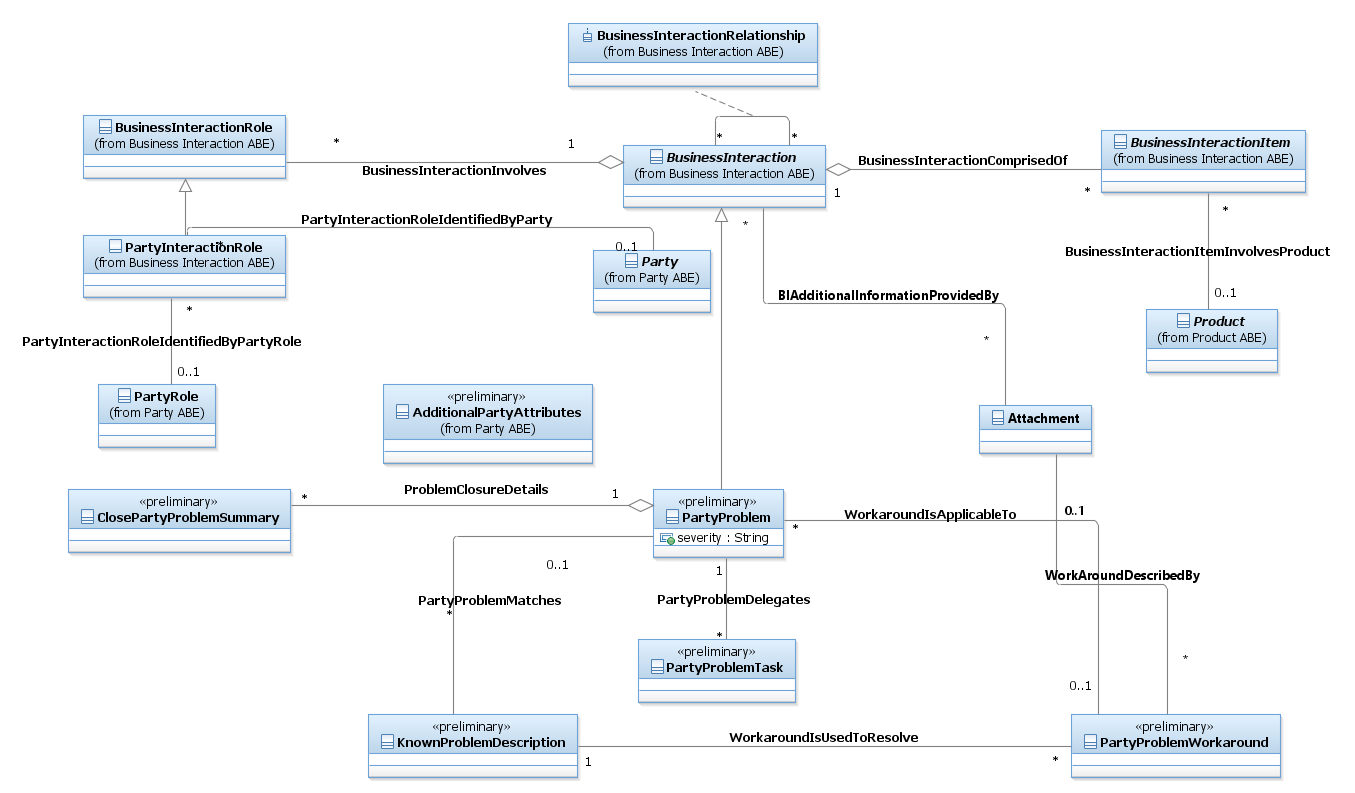 BusinessInteractionRelationship
(from Business Interaction ABE)
BusinessInteractionRole
(from Business Interaction ABE)
*
1
BusinessInteractionInvolves
*
*
BusinessInteraction
(from Business Interaction ABE)
BusinessInteractionComprisedOf
1
*
BusinessInteractionItem
(from Business Interaction ABE)
PartyInteractionRoleIdentifiedByParty
*
0..1
PartyInteractionRole
(from Business Interaction ABE)
Party
(from Party ABE)
*
*
BusinessInteractionItemInvolvesProduct
0..1
BIAdditionalInformationProvidedBy
*
Product
(from Product ABE)
*
PartyInteractionRoleIdentifiedByPartyRole
0..1
PartyRole
(from Party ABE)
«preliminary»
AdditionalPartyAttributes
(from Party ABE)
Attachment
«preliminary»
ClosePartyProblemSummary
*
ProblemClosureDetails
1
«preliminary»
PartyProblem
severity : String
*
WorkaroundIsApplicableTo
0..1
0..1
PartyProblemMatches
*
1
PartyProblemDelegates
*
WorkAroundDescribedBy
*
0..1
«preliminary»
PartyProblemTask
«preliminary»
KnownProblemDescription
1
WorkaroundIsUsedToResolve
*
«preliminary»
PartyProblemWorkaround